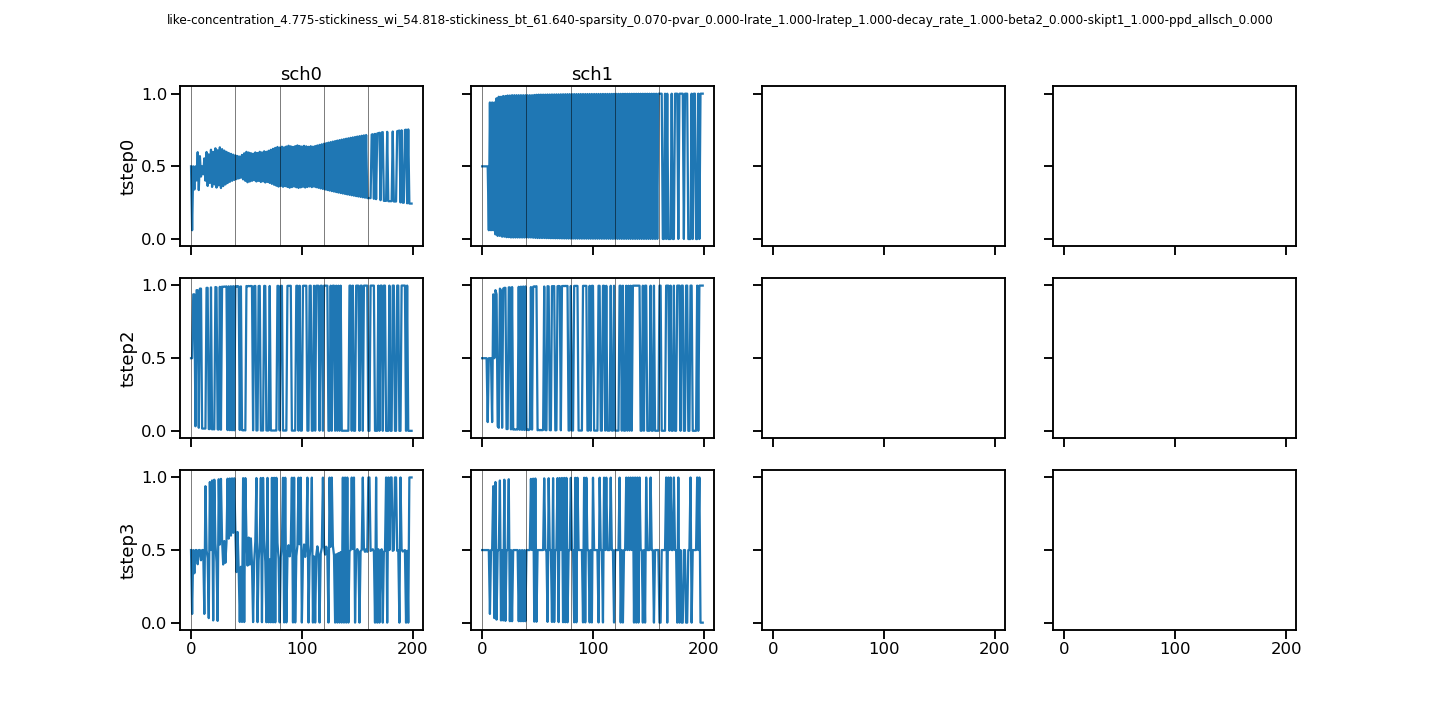 like-concentration_4.775-stickiness_wi_54.818-stickiness_bt_61.640-sparsity_0.070-pvar_0.000-lrate_1.000-lratep_1.000-decay_rate_1.000-beta2_0.000-skipt1_1.000-ppd_allsch_0.000
sch0 sch1
1.0
tstep0
0.5
0.0
1.0
tstep2
0.5
0.0
1.0
tstep3
0.5
0.0
0 100 200 0 100 200 0 100 200 0 100 200